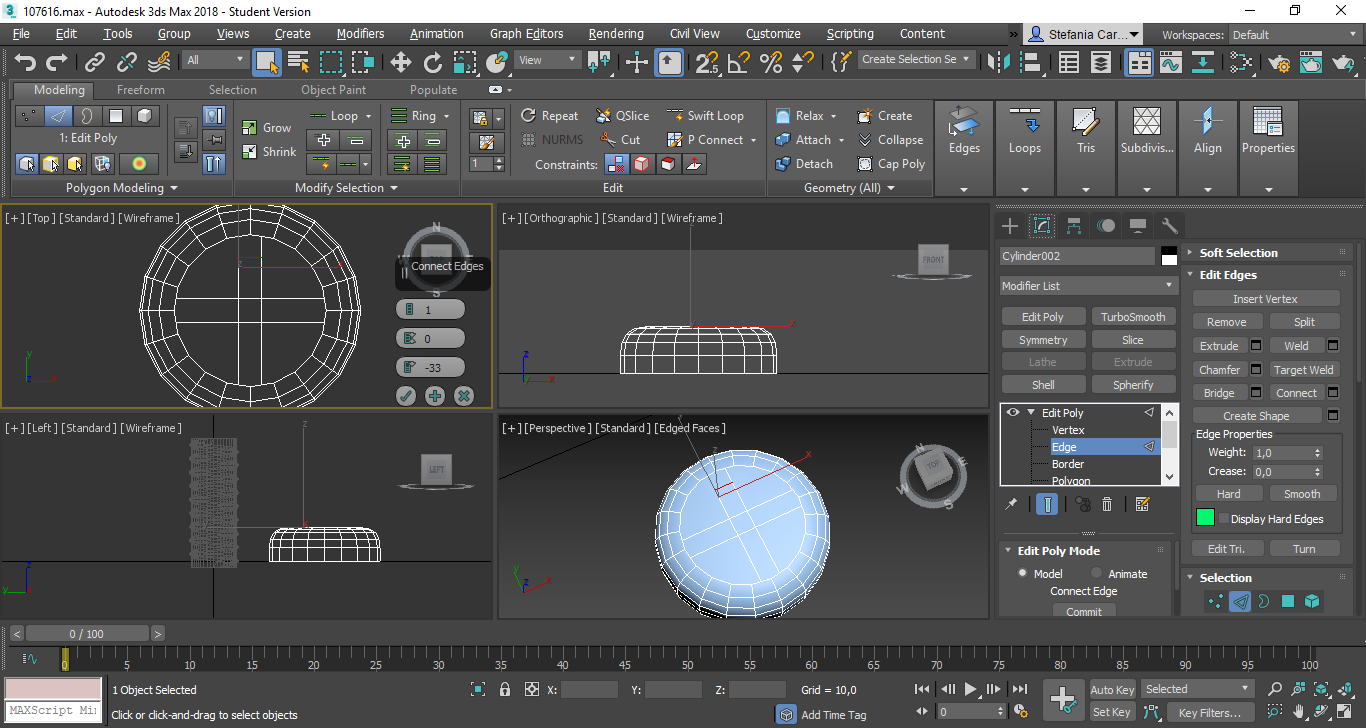 107616.max - Autodesk 3ds Max 2018 - Student Version
File Edit Tools Group Views Create Modifiers Animation Graph Editors Rendering Civil View Customize Scripting Content » Stefania Car... Workspaces: Default
All View Create Selection Se
Modeling Freeform Selection Object Paint Populate
1: Edit Poly
Polygon Modeling
Grow
Shrink
Loop Ring
Modify Selection
1
Repeat QSlice Swift Loop
NURMS Cut P Connect
Constraints:
Edit
Relax Create
Attach Collapse
Detach Cap Poly
Geometry (All)
Edges Loops Tris Subdivis... Align Properties
[+] [Top] [Standard] [Wireframe]
N
Connect Edges
S
1
0
-33
y
z x
[+] [Orthographic] [Standard] [Wireframe]
FRONT
z
x
[+] [Left] [Standard] [Wireframe]
LEFT
z
x
y
[+] [Perspective] [Standard] [Edged Faces]
N
E
TOP
W
S
z
x
y
Cylinder002
Modifier List
Edit Poly TurboSmooth
Symmetry Slice
Lathe Extrude
Shell Spherify
Edit Poly
Vertex
Edge
Border
Polygon
Edit Poly Mode
Model Animate
Connect Edge
Commit
Soft Selection
Edit Edges
Insert Vertex
Remove Split
Extrude Weld
Chamfer Target Weld
Bridge Connect
Create Shape
Edge Properties
Weight: 1,0
Crease: 0,0
Hard Smooth
Display Hard Edges
Edit Tri. Turn
Selection
< 0 / 100 >
0 5 10 15 20 25 30 35 40 45 50 55 60 65 70 75 80 85 90 95 100
1 Object Selected X: Y: Z: Grid = 10,0 Auto Key Selected
MAXScript Mi
Click or click-and-drag to select objects Add Time Tag 0 Set Key Key Filters...